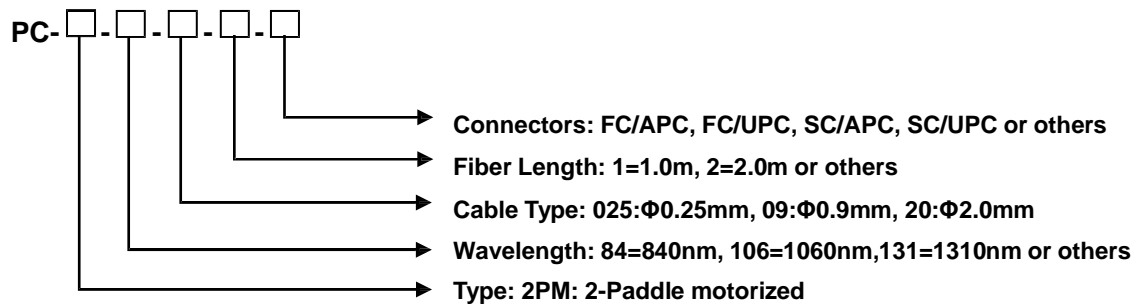 PC- - - - -
Connectors: FC/APC, FC/UPC, SC/APC, SC/UPC or others
Fiber Length: 1=1.0m, 2=2.0m or others
Cable Type: 025:Φ0.25mm, 09:Φ0.9mm, 20:Φ2.0mm
Wavelength: 84=840nm, 106=1060nm,131=1310nm or others
Type: 2PM: 2-Paddle motorized